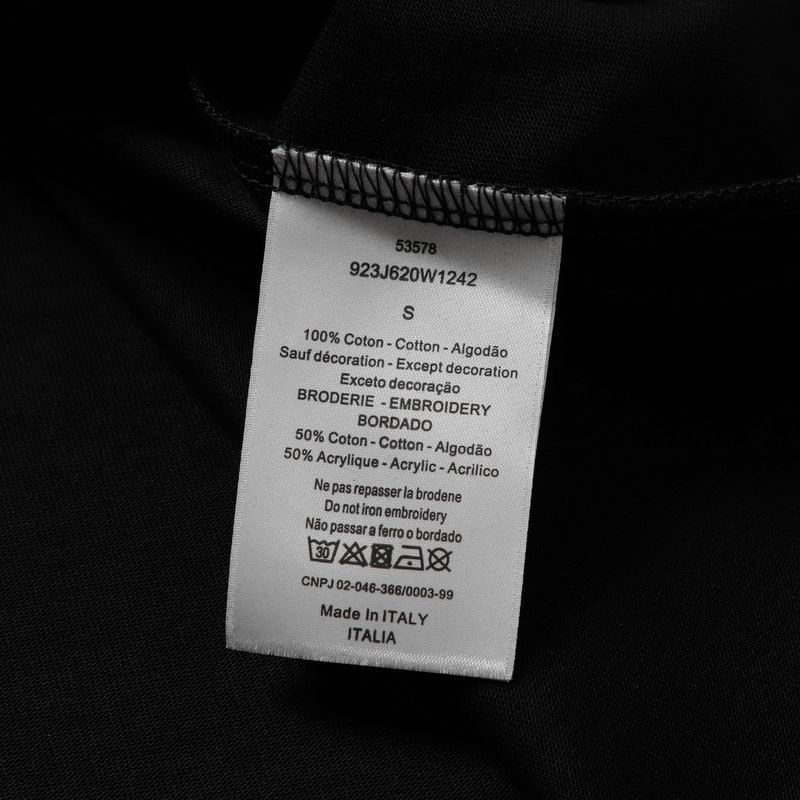 53578
923J620W1242
S
100% Coton - Cotton - Algodão
Sauf décoration - Except decoration
Exceto decoração
BRODERIE - EMBROIDERY
BORDADO
50% Coton - Cotton - Algodão
50% Acrylique - Acrylic - Acrilico
Ne pas repasser la brodene
Do not iron embroidery
Não passar a ferro o bordado
30
CNPJ 02-046-366/0003-99
Made In ITALY
ITALIA